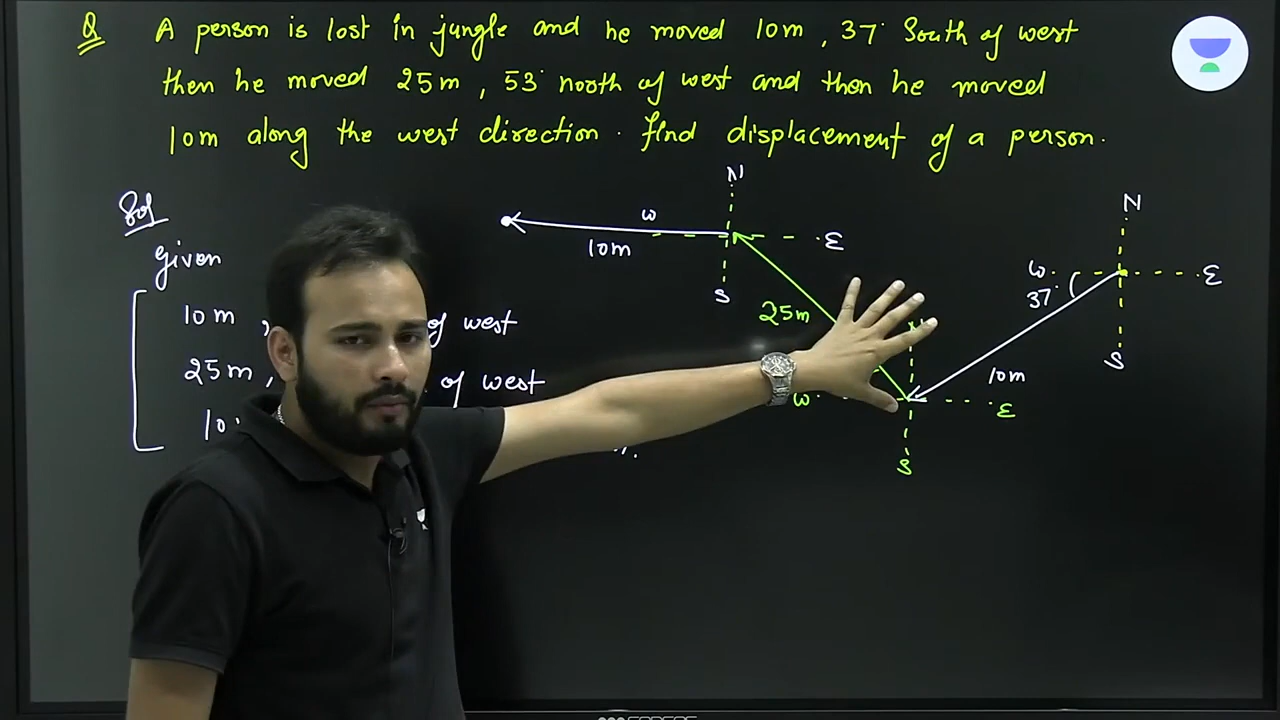 Q A person is lost in jungle and he moved 10m, 37° South of west
then he moved 25m, 53° north of west and then he moved
10m along the west direction. find displacement of a person.
Sol
given
10m, of west
25m, of west
10
N
W
E
10m
S
25m
W
E
S
N
W
E
37°
S
10m